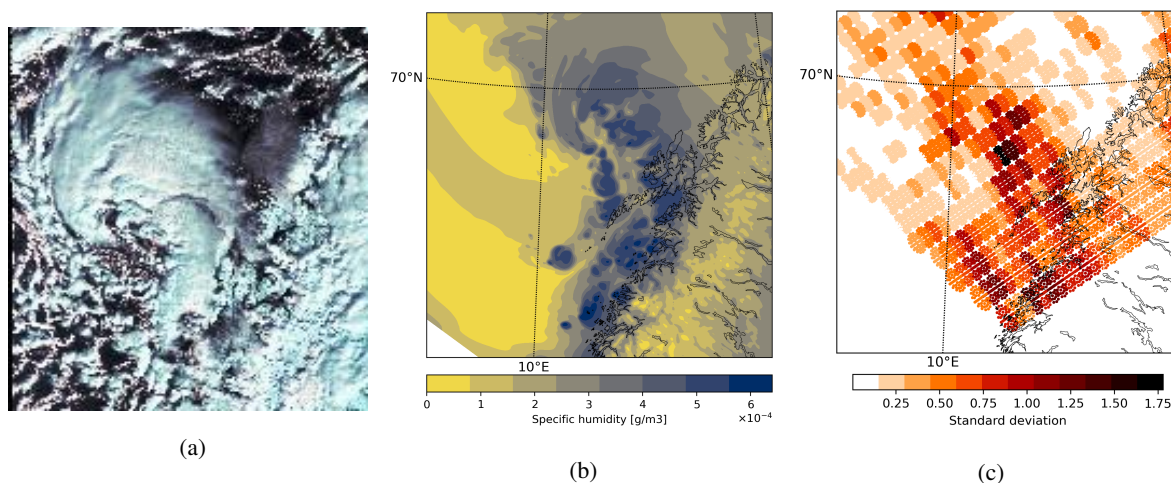 70°N
10°E
0 1 2 3 4 5 6
×10⁻⁴
Specific humidity [g/m3]
70°N
10°E
0.25 0.50 0.75 1.00 1.25 1.50 1.75
Standard deviation
(a)
(b)
(c)